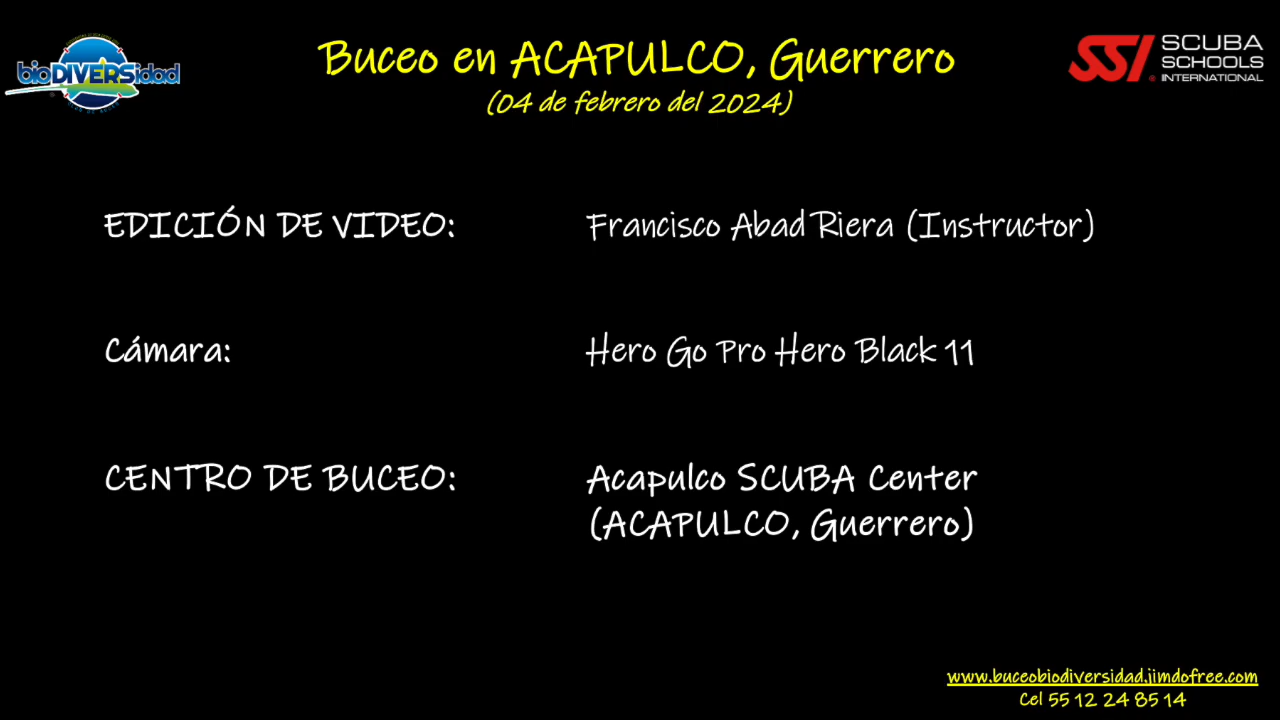 bioDIVERSidad
Buceo en ACAPULCO, Guerrero
(04 de febrero del 2024)
SSI SCUBA
SCHOOLS
INTERNATIONAL
EDICIÓN DE VIDEO: Francisco Abad Riera (Instructor)
Cámara: Hero Go Pro Hero Black 11
CENTRO DE BUCEO: Acapulco SCUBA Center
(ACAPULCO, Guerrero)
www.buceobiodiversidad.jimdofree.com
Cel 55 12 24 85 14